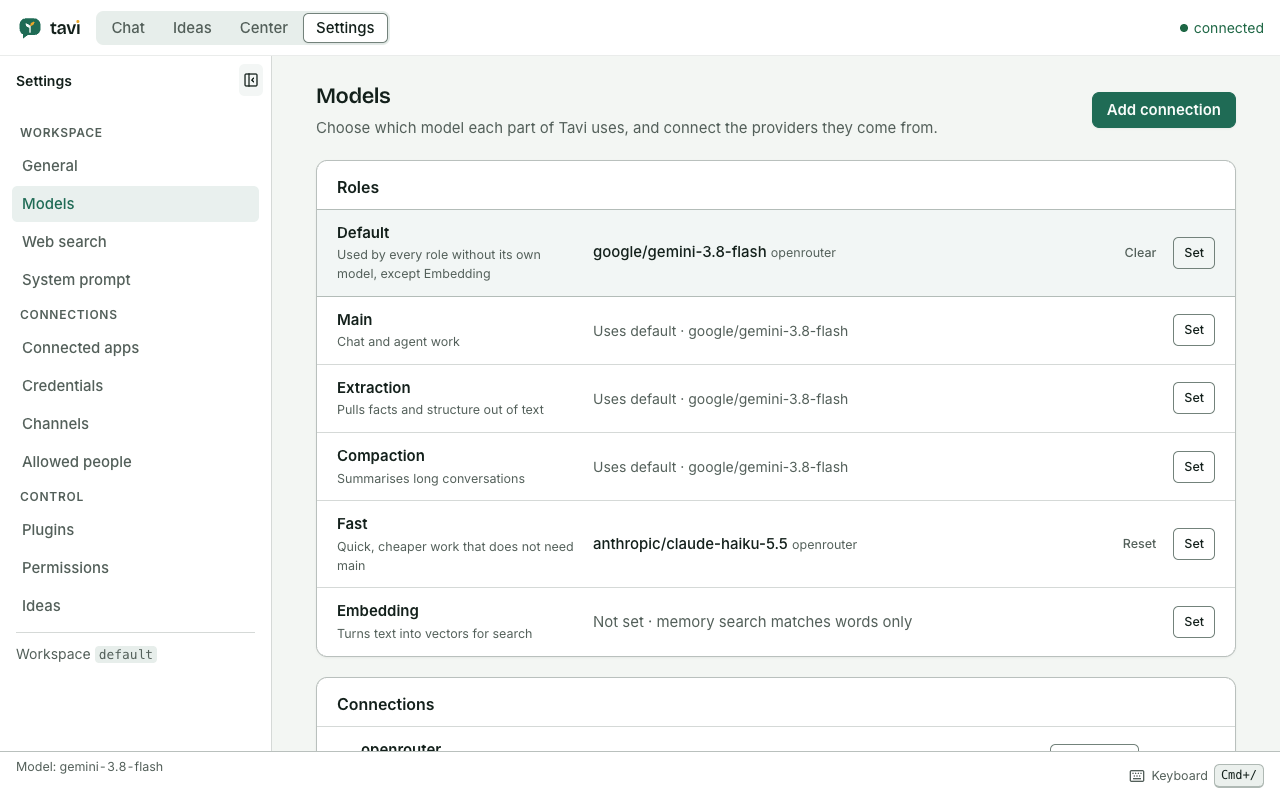 tavi
Chat Ideas Center Settings
connected
Settings
WORKSPACE
General
Models
Web search
System prompt
CONNECTIONS
Connected apps
Credentials
Channels
Allowed people
CONTROL
Plugins
Permissions
Ideas
Workspace default
Models
Choose which model each part of Tavi uses, and connect the providers they come from.
Add connection
Roles
Default
Used by every role without its own
model, except Embedding
google/gemini-3.8-flash openrouter
Clear Set
Main
Chat and agent work
Uses default · google/gemini-3.8-flash
Set
Extraction
Pulls facts and structure out of text
Uses default · google/gemini-3.8-flash
Set
Compaction
Summarises long conversations
Uses default · google/gemini-3.8-flash
Set
Fast
Quick, cheaper work that does not need
main
anthropic/claude-haiku-5.5 openrouter
Reset Set
Embedding
Turns text into vectors for search
Not set · memory search matches words only
Set
Connections
openrouter
Model: gemini-3.8-flash
Keyboard Cmd+/